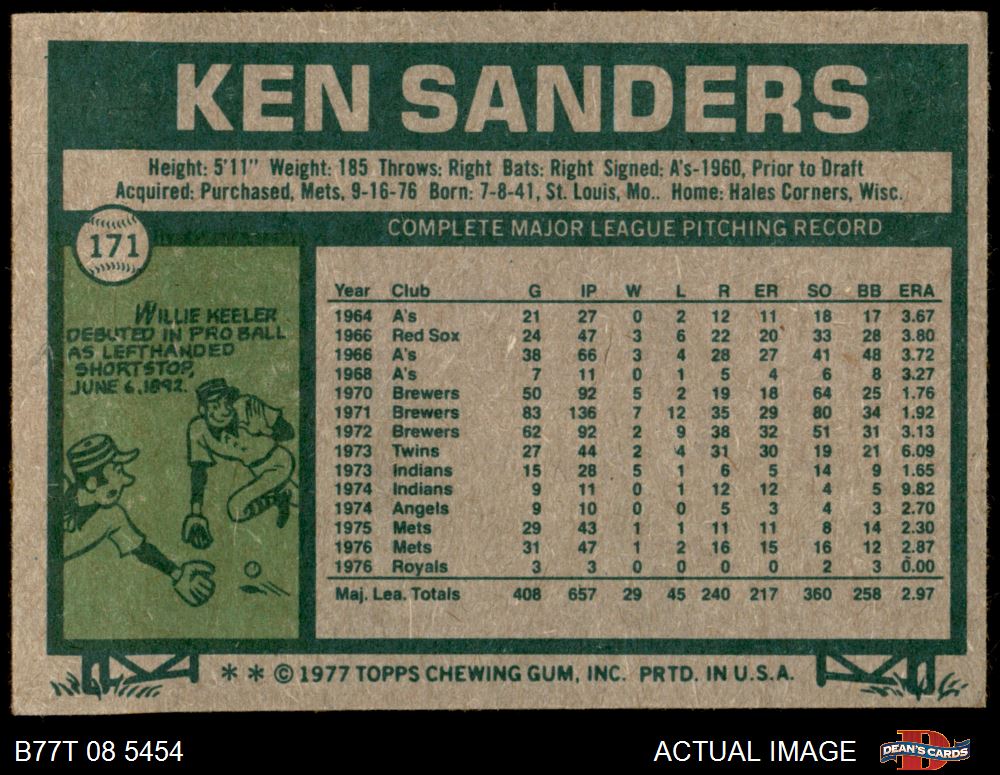 KEN SANDERS
Height: 5'11" Weight: 185 Throws: Right Bats: Right Signed: A's-1960, Prior to Draft
Acquired: Purchased, Mets, 9-16-76 Born: 7-8-41, St. Louis, Mo.. Home: Hales Corners, Wisc.
171
COMPLETE MAJOR LEAGUE PITCHING RECORD
WILLIE KEELER
DEBUTED IN PRO BALL
AS LEFTHANDED
SHORTSTOP,
JUNE 6, 1892.
Year Club G IP W L R ER SO BB ERA
1964 A's 21 27 0 2 12 11 18 17 3.67
1966 Red Sox 24 47 3 6 22 20 33 28 3.80
1966 A's 38 66 3 4 28 27 41 48 3.72
1968 A's 7 11 0 1 5 4 6 8 3.27
1970 Brewers 50 92 5 2 19 18 64 25 1.76
1971 Brewers 83 136 7 12 35 29 80 34 1.92
1972 Brewers 62 92 2 9 38 32 51 31 3.13
1973 Twins 27 44 2 4 31 30 19 21 6.09
1973 Indians 15 28 5 1 6 5 14 9 1.65
1974 Indians 9 11 0 1 12 12 4 5 9.82
1974 Angels 9 10 0 0 5 3 4 3 2.70
1975 Mets 29 43 1 1 11 11 8 14 2.30
1976 Mets 31 47 1 2 16 15 16 12 2.87
1976 Royals 3 3 0 0 0 0 2 3 0.00
Maj. Lea. Totals 408 657 29 45 240 217 360 258 2.97
* * © 1977 TOPPS CHEWING GUM, INC. PRTD. IN U.S.A.
B77T 08 5454
ACTUAL IMAGE
D
DEAN'S CARDS